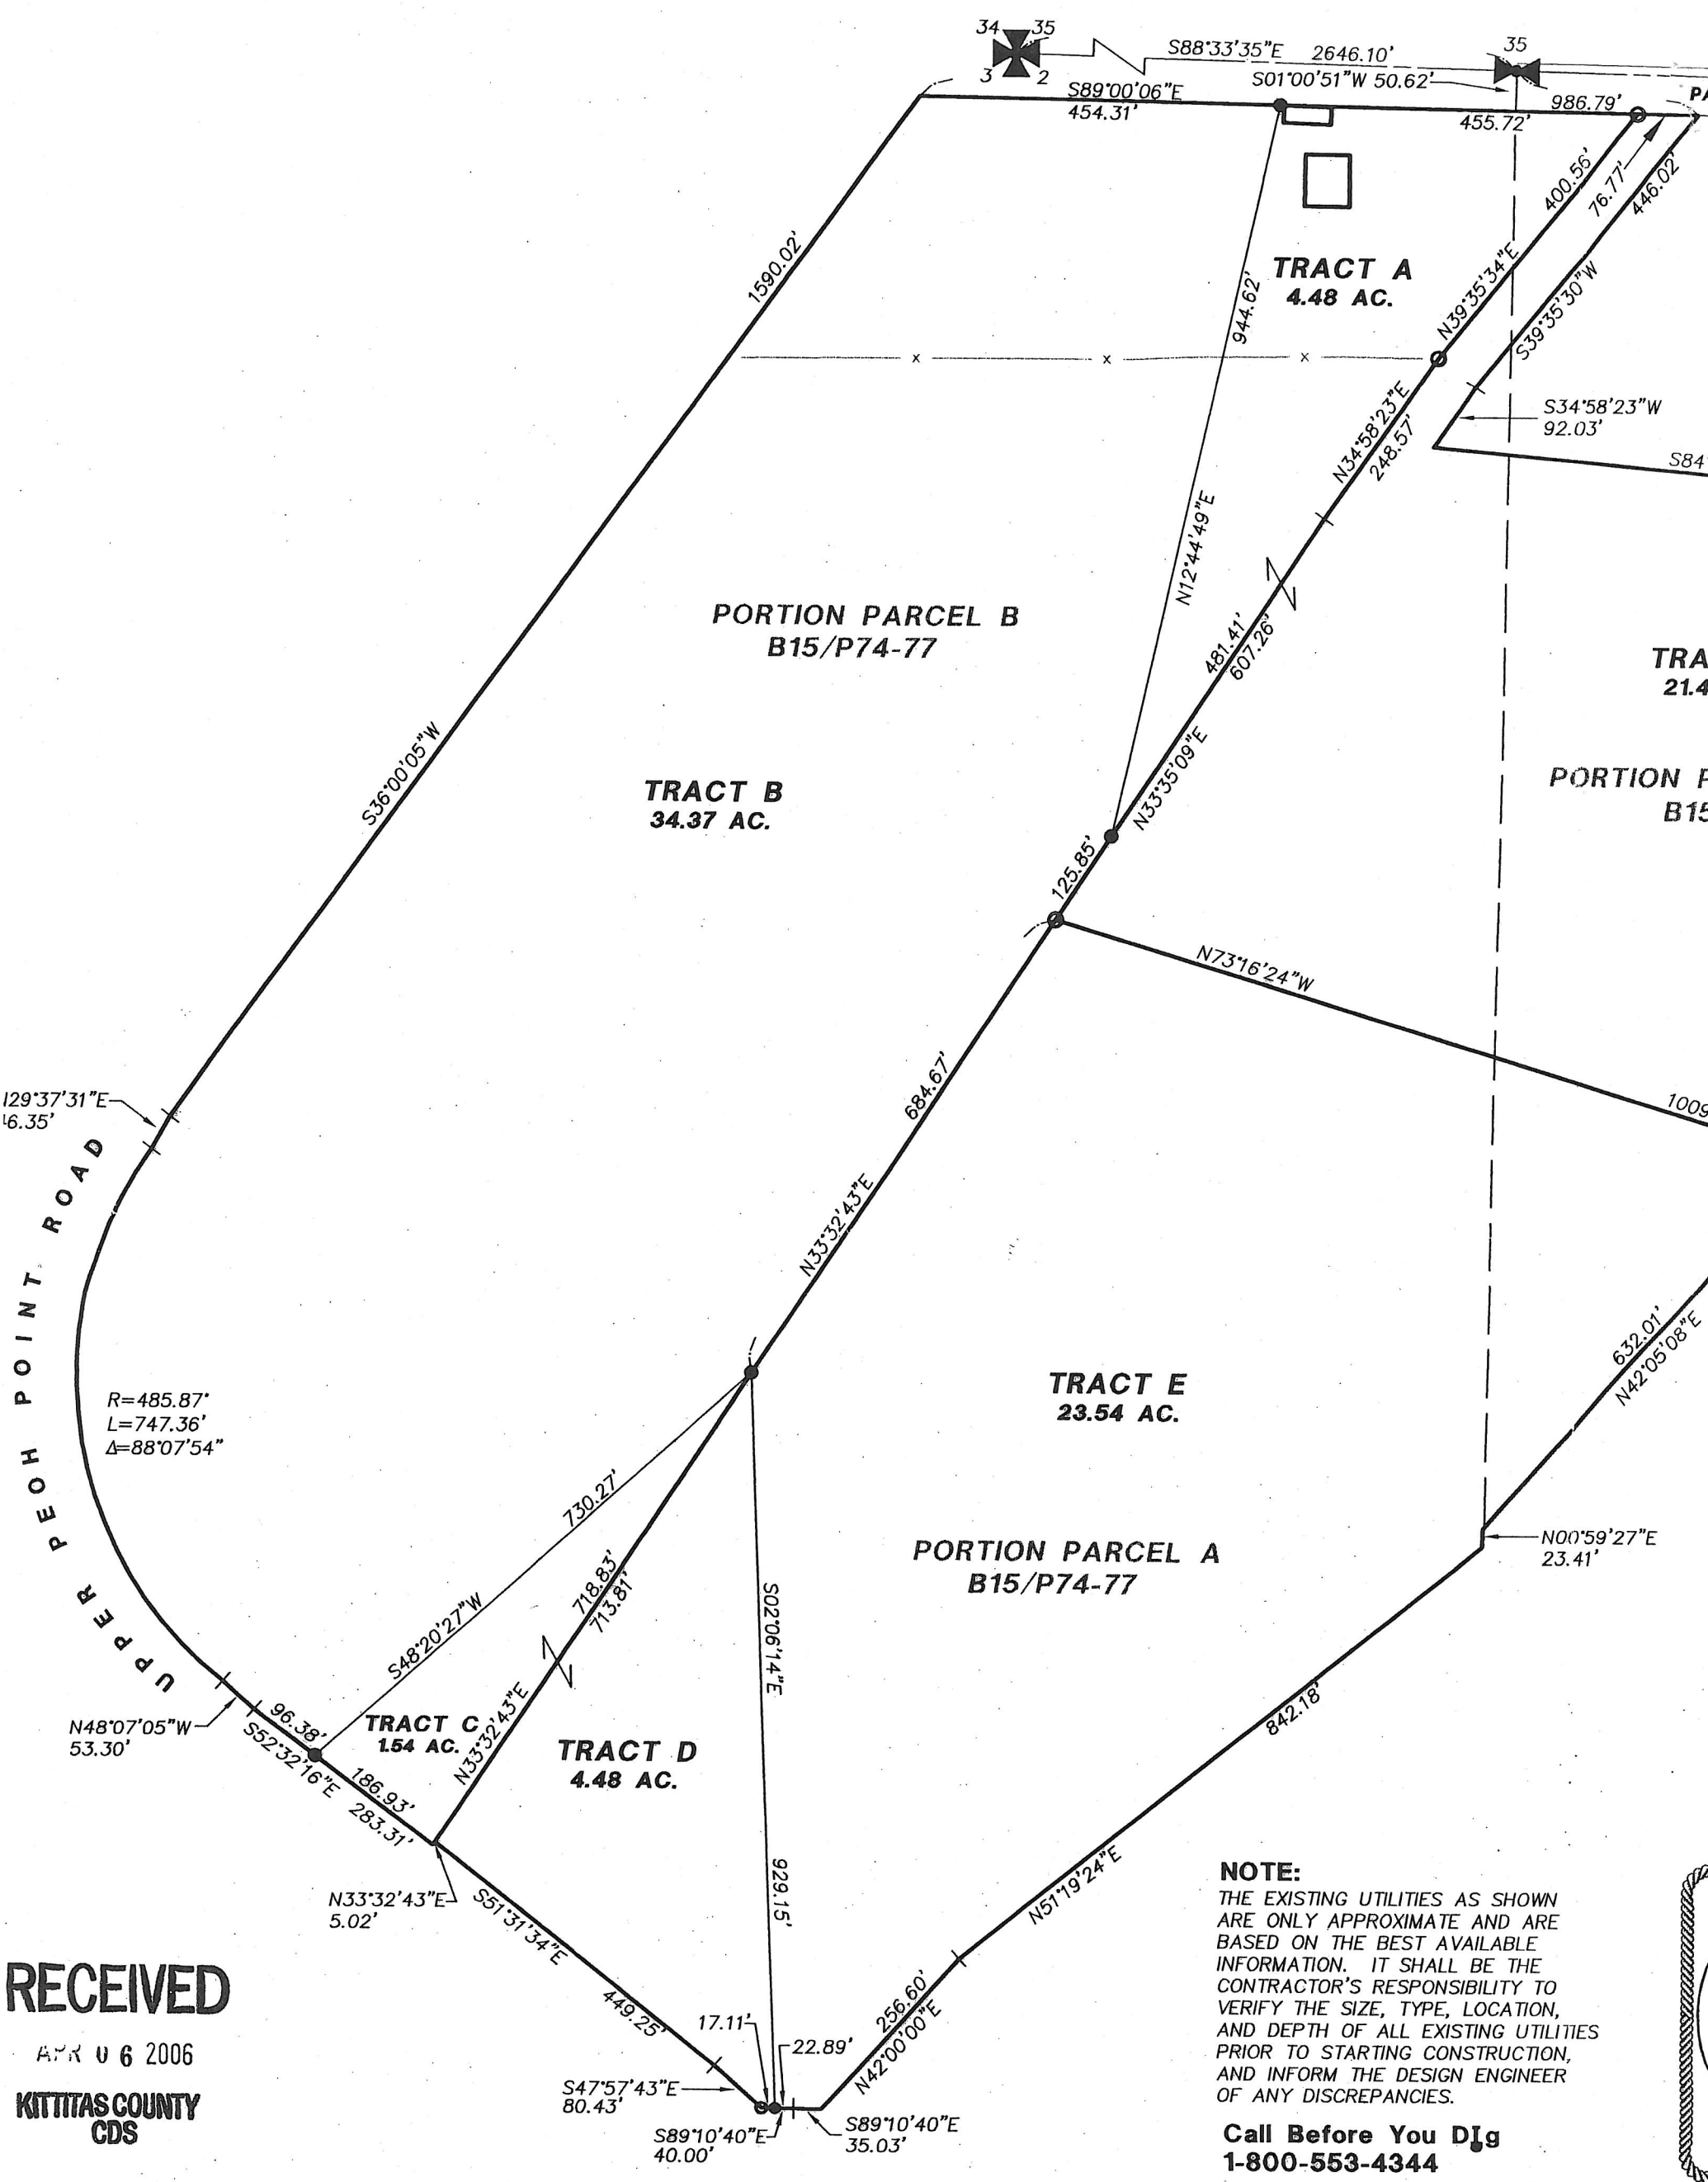 34 35
3 2
S88°33'35"E 2646.10'
35
S01°00'51"W 50.62'
S89°00'06"E
454.31'
986.79'
455.72'
400.56'
76.77'
446.02'
1590.02'
TRACT A
4.48 AC.
944.62'
N39°35'34"E
S39°35'30"W
x x x
S34°58'23"W
92.03'
N34°58'23"E
248.57'
S84°
N12°44'49"E
PORTION PARCEL B
B15/P74-77
481.41'
607.26'
21.4
S36°00'05"W
N33°35'09"E
TRACT B
34.37 AC.
PORTION
B15
125.85'
N73°16'24"W
684.67'
1009
29°37'31"E
6.35'
N33°32'43"E
UPPER PEOH POINT ROAD
632.01'
N42°05'08"E
TRACT E
23.54 AC.
R=485.87'
L=747.36'
Δ=88°07'54"
730.27'
N00°59'27"E
23.41'
PORTION PARCEL A
B15/P74-77
718.83'
713.81'
S02°06'14"E
S48°20'27"W
842.18'
N48°07'05"W
53.30'
96.38'
S52°32'16"E
TRACT C
1.54 AC.
N33°32'43"E
TRACT D
4.48 AC.
186.93'
283.31'
N33°32'43"E
5.02'
S51°31'34"E
929.15'
N51°19'24"E
NOTE:
THE EXISTING UTILITIES AS SHOWN
ARE ONLY APPROXIMATE AND ARE
BASED ON THE BEST AVAILABLE
INFORMATION. IT SHALL BE THE
CONTRACTOR'S RESPONSIBILITY TO
VERIFY THE SIZE, TYPE, LOCATION,
AND DEPTH OF ALL EXISTING UTILITIES
PRIOR TO STARTING CONSTRUCTION,
AND INFORM THE DESIGN ENGINEER
OF ANY DISCREPANCIES.
Call Before You Dig
1-800-553-4344
RECEIVED
APR 06 2006
KITTITAS COUNTY
CDS
449.25'
17.11'
22.89'
256.60'
N42°00'00"E
S47°57'43"E
80.43'
S89°10'40"E
40.00'
S89°10'40"E
35.03'